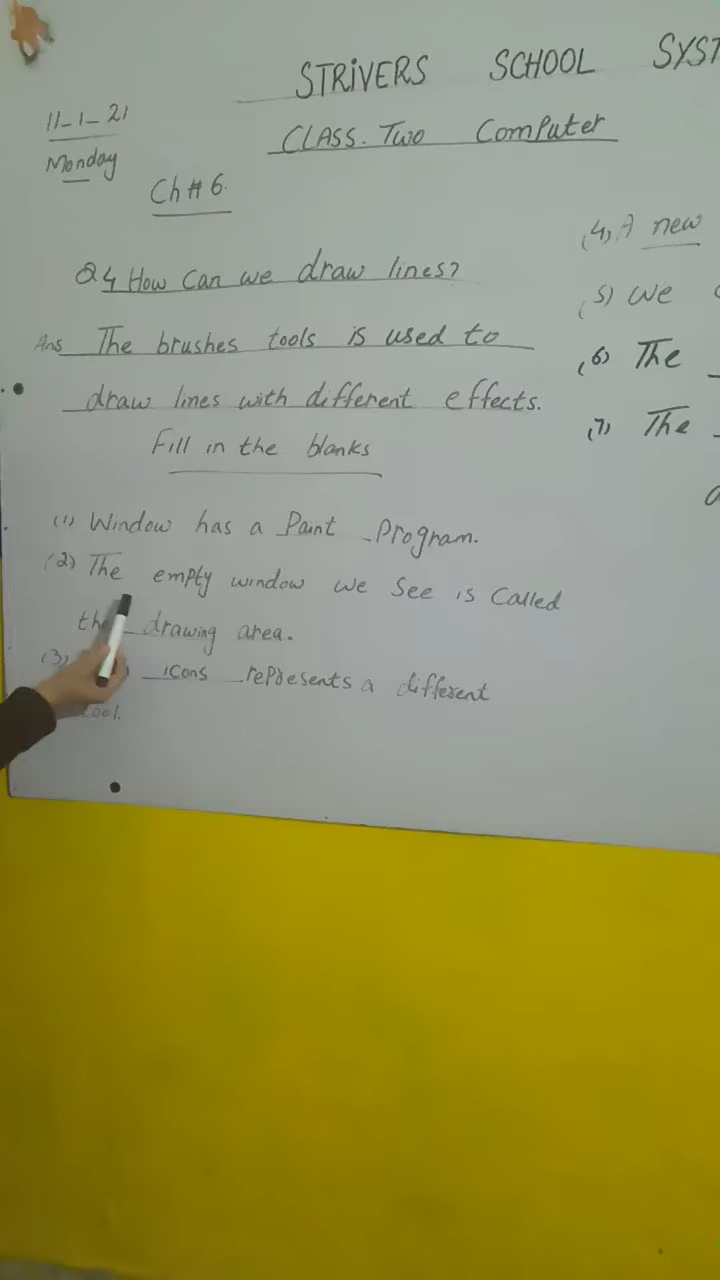 STRIVERS SCHOOL SYST
11-1-21
Monday
CLASS. Two Computer
Ch # 6.
Q4 How Can we draw lines?
Ans The brushes tools is used to
draw lines with different effects.
Fill in the blanks
(1) Window has a Paint Program.
(2) The empty window we See is Called
the drawing area.
(3) icons represents a different
tool.
(4) A new
(5) We
(6) The
(7) The